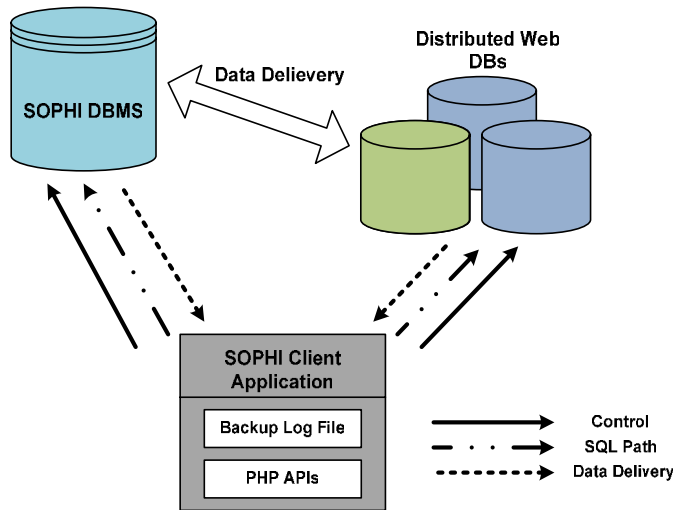 Distributed Web
DBs
Data Delievery
SOPHI DBMS
SOPHI Client
Application
Backup Log File
PHP APIs
Control
SQL Path
Data Delivery